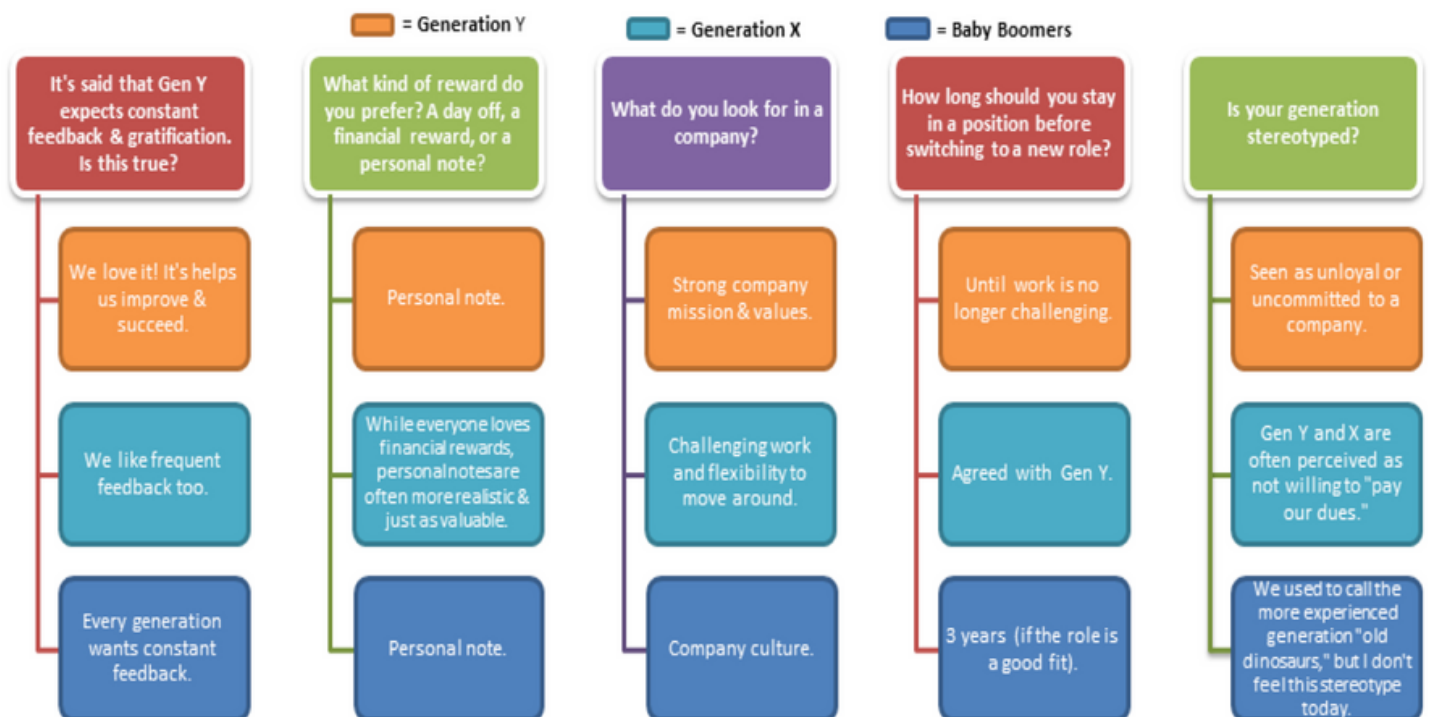 = Generation Y
= Generation X
= Baby Boomers
It's said that Gen Y
expects constant
feedback & gratification.
Is this true?
We love it! It's helps
us improve &
succeed.
We like frequent
feedback too.
Every generation
wants constant
feedback.
What kind of reward do
you prefer? A day off, a
financial reward, or a
personal note?
Personal note.
While everyone loves
financial rewards,
personal notes are
often more realistic &
just as valuable.
Personal note.
What do you look for in a
company?
Strong company
mission & values.
Challenging work
and flexibility to
move around.
Company culture.
How long should you stay
in a position before
switching to a new role?
Until work is no
longer challenging.
Agreed with Gen Y.
3 years (if the role is
a good fit).
Is your generation
stereotyped?
Seen as unloyal or
uncommitted to a
company.
Gen Y and X are
often perceived as
not willing to "pay
our dues."
We used to call the
more experienced
generation "old
dinosaurs," but I don't
feel this stereotype
today.